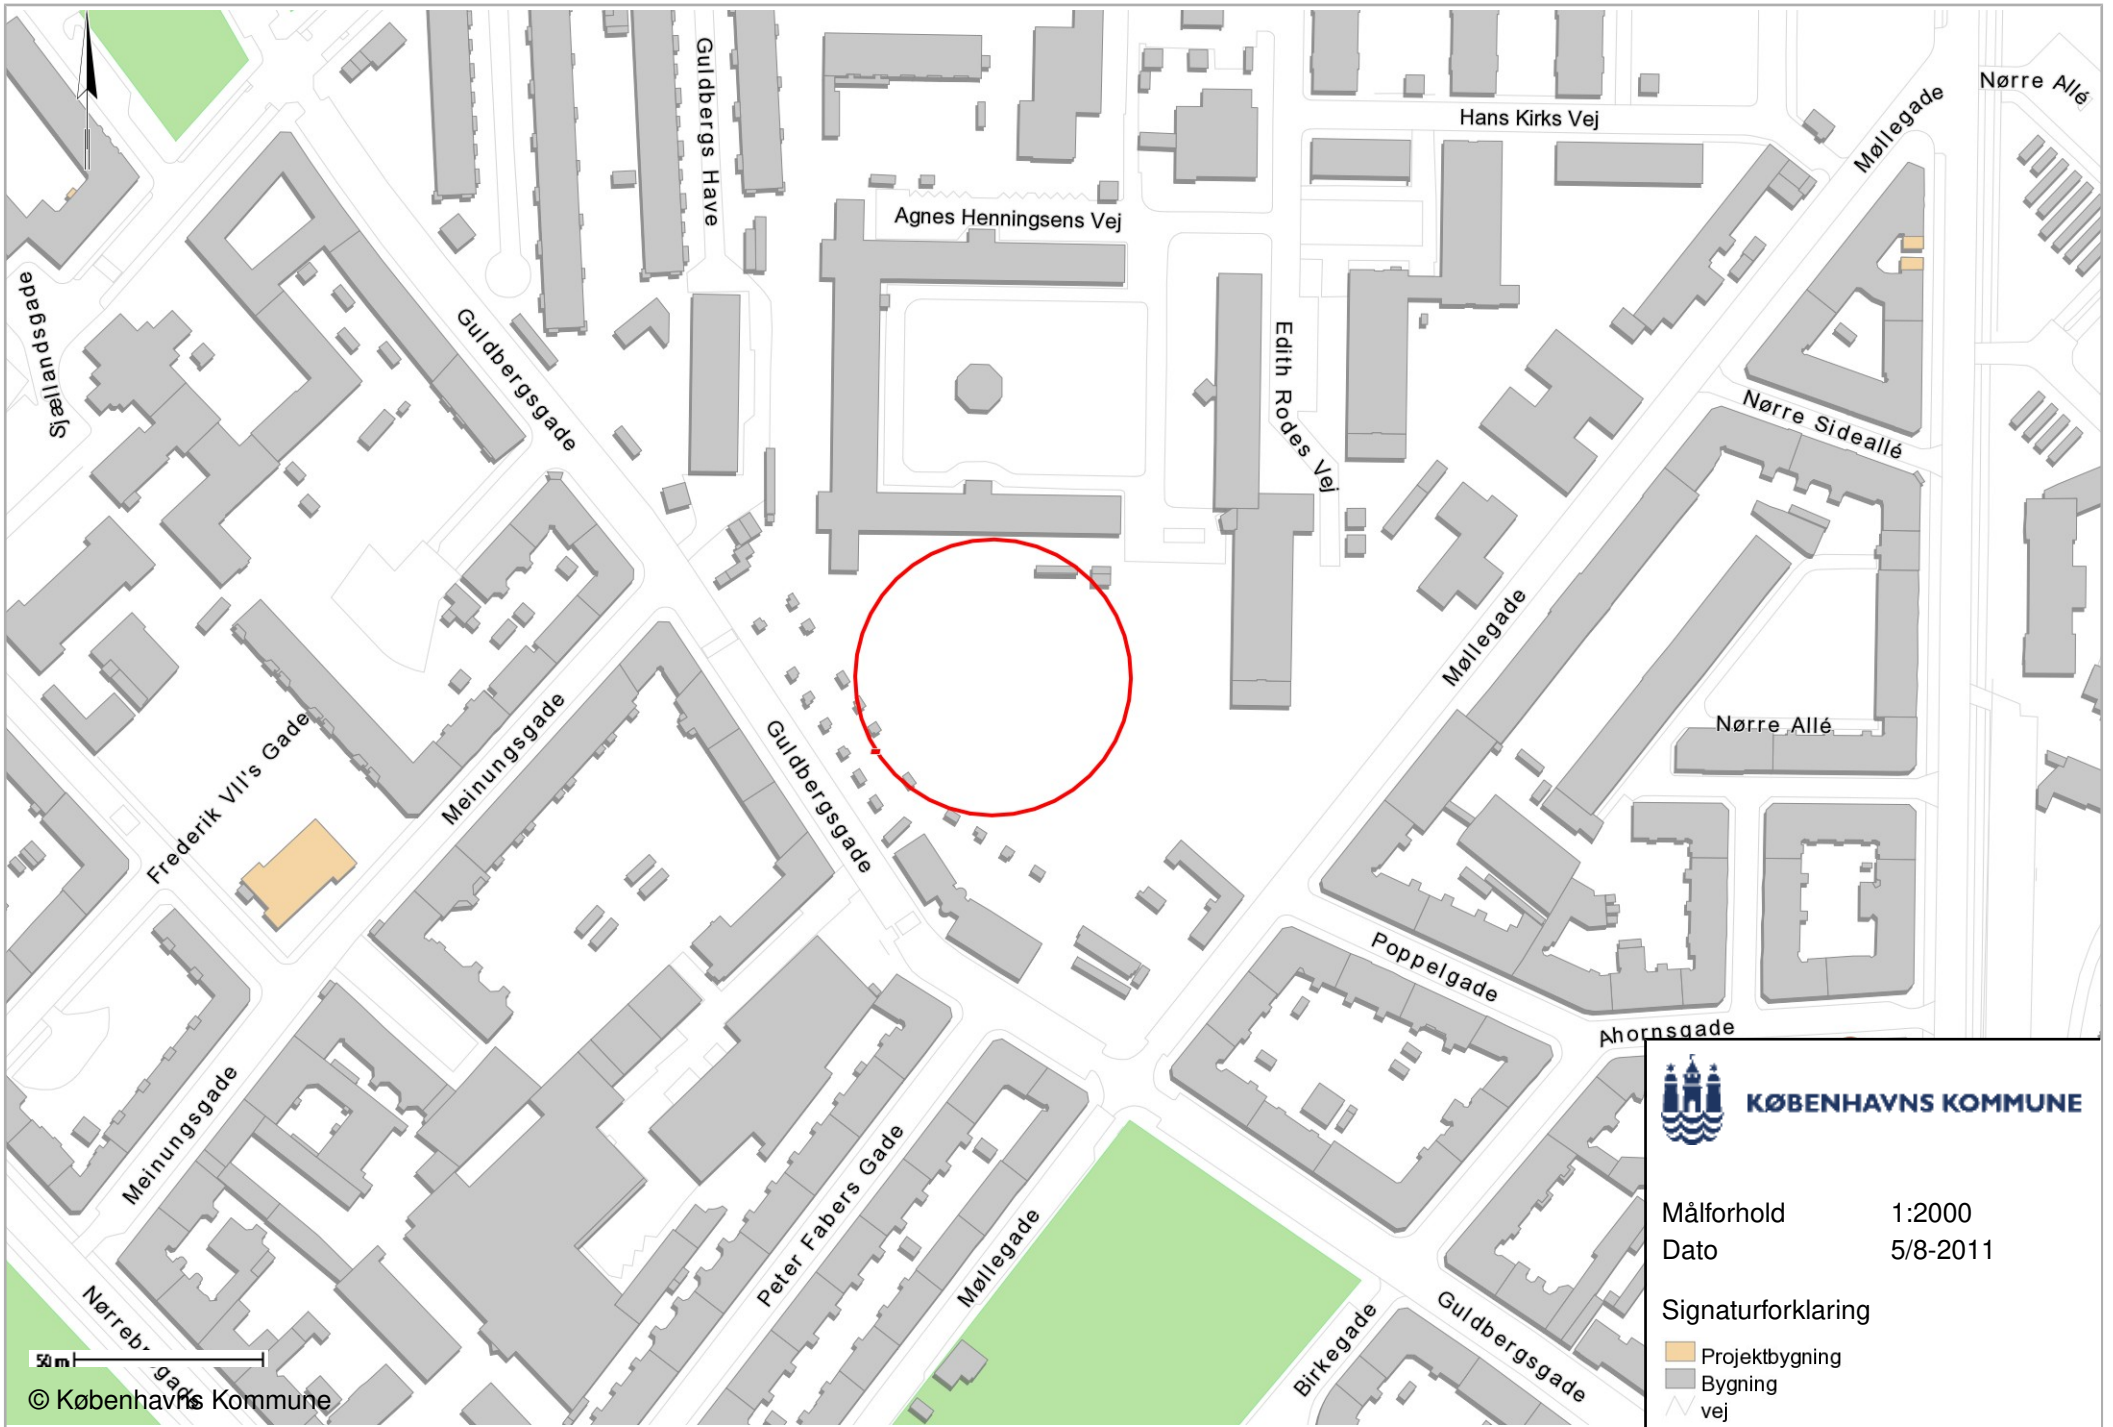 Nørre Allé
Møllegade
Hans Kirks Vej
Guldbergs Have
Agnes Henningsens Vej
Sjællandsgade
Guldbergsgade
Edith Rodes Vej
Nørre Sideallé
Møllegade
Frederik VII's Gade
Meinungsgade
Guldbergsgade
Nørre Allé
Poppelgade
Ahornsgade
Meinungsgade
Peter Fabers Gade
Møllegade
Nørrebrogade
Birkegade
Guldbergsgade
© Københavns Kommune
KØBENHAVNS KOMMUNE
Målforhold 1:2000
Dato 5/8-2011
Signaturforklaring
Projektbygning
Bygning
vej